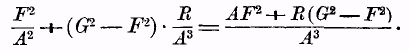 F²/A² + (G² — F²) · R/A³ = AF² + R(G² — F²)/A³.